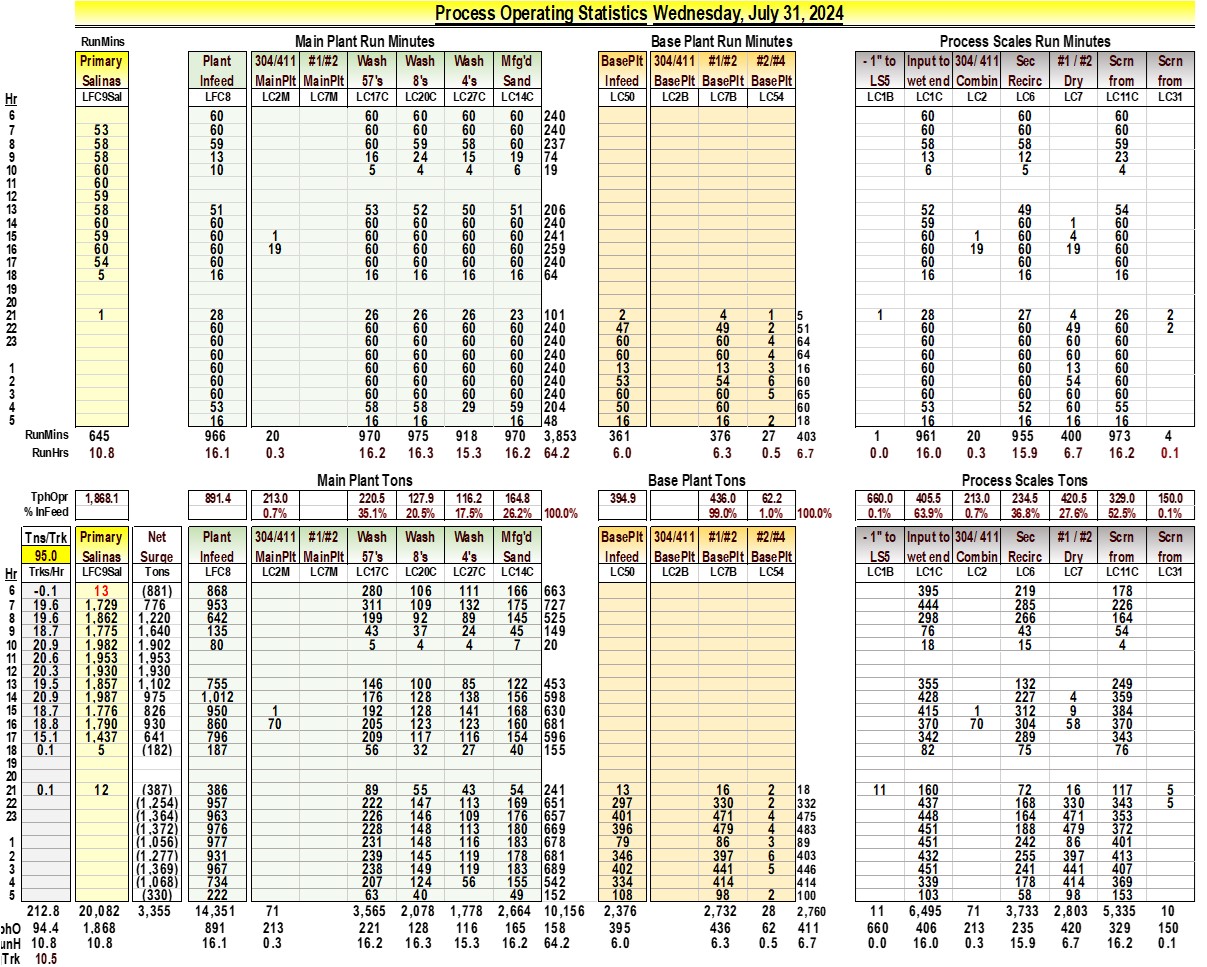 Process Operating Statistics Wednesday, July 31, 2024
RunMins Main Plant Run Minutes Base Plant Run Minutes Process Scales Run Minutes
Primary Plant 304/411 #1/#2 Wash Wash Wash Mfg'd BasePlt 304/411 #1/#2 #2/#4 - 1" to Input to 304/ 411 Sec #1 / #2 Scrn Scrn
Salinas Infeed MainPlt MainPlt 57's 8's 4's Sand Infeed BasePlt BasePlt BasePlt LS5 wet end Combin Recirc Dry from from
Hr LFC9Sal LFC8 LC2M LC7M LC17C LC20C LC27C LC14C LC50 LC2B LC7B LC54 LC1B LC1C LC2 LC6 LC7 LC11C LC31
6 60 60 60 60 60 240 60 60 60
7 53 60 60 60 60 60 240 60 60 60
8 58 59 60 59 58 60 237 58 58 59
9 58 13 16 24 15 19 74 13 12 23
10 60 10 5 4 4 6 19 6 5 4
11 60
12 59
13 58 51 53 52 50 51 206 52 49 54
14 60 60 60 60 60 60 240 59 60 1 60
15 59 60 1 60 60 60 60 241 60 1 60 4 60
16 60 60 19 60 60 60 60 259 60 19 60 19 60
17 54 60 60 60 60 60 240 60 60 60
18 5 16 16 16 16 16 64 16 16 16
19
20
21 1 28 26 26 26 23 101 2 4 1 5 1 28 27 4 26 2
22 60 60 60 60 60 240 47 49 2 51 60 60 49 60 2
23 60 60 60 60 60 240 60 60 4 64 60 60 60 60
60 60 60 60 60 240 60 60 4 64 60 60 60 60
1 60 60 60 60 60 240 13 13 3 16 60 60 13 60
2 60 60 60 60 60 240 53 54 6 60 60 60 54 60
3 60 60 60 60 60 240 60 60 5 65 60 60 60 60
4 53 58 58 29 59 204 50 60 60 53 52 60 55
5 16 16 16 16 48 16 16 2 18 16 16 16 16
RunMins 645 966 20 970 975 918 970 3,853 361 376 27 403 1 961 20 955 400 973 4
RunHrs 10.8 16.1 0.3 16.2 16.3 15.3 16.2 64.2 6.0 6.3 0.5 6.7 0.0 16.0 0.3 15.9 6.7 16.2 0.1
Main Plant Tons Base Plant Tons Process Scales Tons
TphOpr 1,868.1 891.4 213.0 220.5 127.9 116.2 164.8 394.9 436.0 62.2 660.0 405.5 213.0 234.5 420.5 329.0 150.0
% InFeed 0.7% 35.1% 20.5% 17.5% 26.2% 100.0% 99.0% 1.0% 100.0% 0.1% 63.9% 0.7% 36.8% 27.6% 52.5% 0.1%
Tns/Trk Primary Net Plant 304/411 #1/#2 Wash Wash Wash Mfg'd BasePlt 304/411 #1/#2 #2/#4 - 1" to Input to 304/ 411 Sec #1 / #2 Scrn Scrn
95.0 Salinas Surge Infeed MainPlt MainPlt 57's 8's 4's Sand Infeed BasePlt BasePlt BasePlt LS5 wet end Combin Recirc Dry from from
Hr Trks/Hr LFC9Sal Tons LFC8 LC2M LC7M LC17C LC20C LC27C LC14C LC50 LC2B LC7B LC54 LC1B LC1C LC2 LC6 LC7 LC11C LC31
6 -0.1 13 (881) 868 280 106 111 166 663 395 219 178
7 19.6 1,729 776 953 311 109 132 175 727 444 285 226
8 19.6 1,862 1,220 642 199 92 89 145 525 298 266 164
9 18.7 1,775 1,640 135 43 37 24 45 149 76 43 54
10 20.9 1,982 1,902 80 5 4 4 7 20 18 15 4
11 20.6 1,953 1,953
12 20.3 1,930 1,930
13 19.5 1,857 1,102 755 146 100 85 122 453 355 132 249
14 20.9 1,987 975 1,012 176 128 138 156 598 428 227 4 359
15 18.7 1,776 826 950 1 192 128 141 168 630 415 1 312 9 384
16 18.8 1,790 930 860 70 205 123 123 160 681 370 70 304 58 370
17 15.1 1,437 641 796 209 117 116 154 596 342 289 343
18 0.1 5 (182) 187 56 32 27 40 155 82 75 76
19
20
21 0.1 12 (387) 386 89 55 43 54 241 13 16 2 18 11 160 72 16 117 5
22 (1,254) 957 222 147 113 169 651 297 330 2 332 437 168 330 343 5
23 (1,364) 963 226 146 109 176 657 401 471 4 475 448 164 471 353
(1,372) 976 228 148 113 180 669 396 479 4 483 451 188 479 372
1 (1,056) 977 231 148 116 183 678 79 86 3 89 451 242 86 401
2 (1,277) 931 239 145 119 178 681 346 397 6 403 432 255 397 413
3 (1,369) 967 238 149 119 183 689 402 441 5 446 451 241 441 407
4 (1,068) 734 207 124 56 155 542 334 414 414 339 178 414 369
5 (330) 222 63 40 49 152 108 98 2 100 103 58 98 153
212.8 20,082 3,355 14,351 71 3,565 2,078 1,778 2,664 10,156 2,376 2,732 28 2,760 11 6,495 71 3,733 2,803 5,335 10
phO 94.4 1,868 891 213 221 128 116 165 158 395 436 62 411 660 406 213 235 420 329 150
unH 10.8 10.8 16.1 0.3 16.2 16.3 15.3 16.2 64.2 6.0 6.3 0.5 6.7 0.0 16.0 0.3 15.9 6.7 16.2 0.1
Trk 10.5